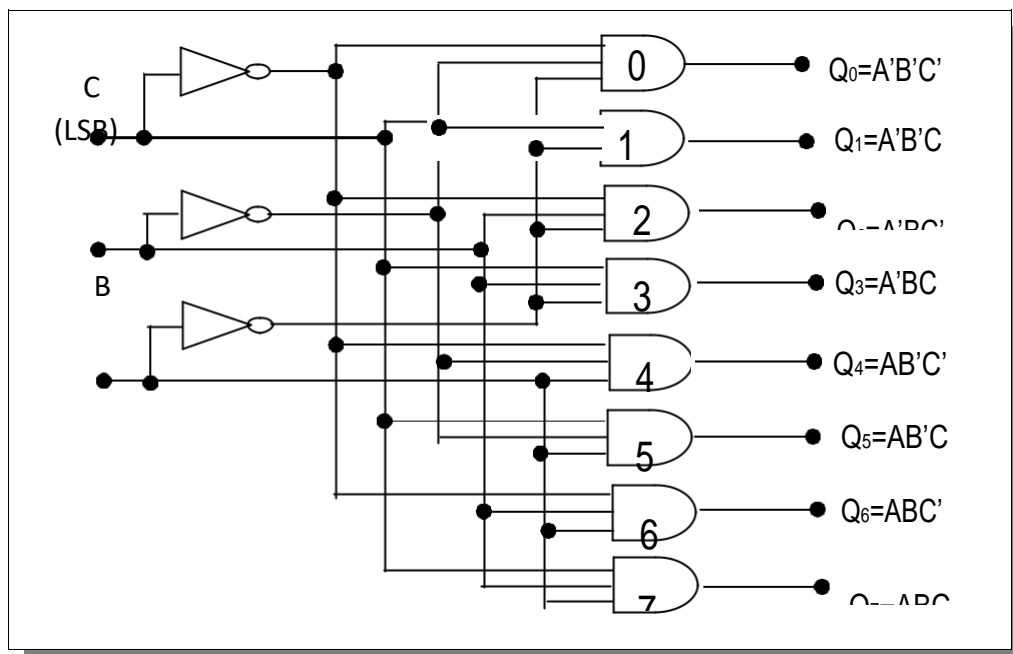 C
(LSB)
B
0
1
2
3
4
5
6
7
Q0=A’B’C’
Q1=A’B’C
Q3=A’BC
Q4=AB’C’
Q5=AB’C
Q6=ABC’